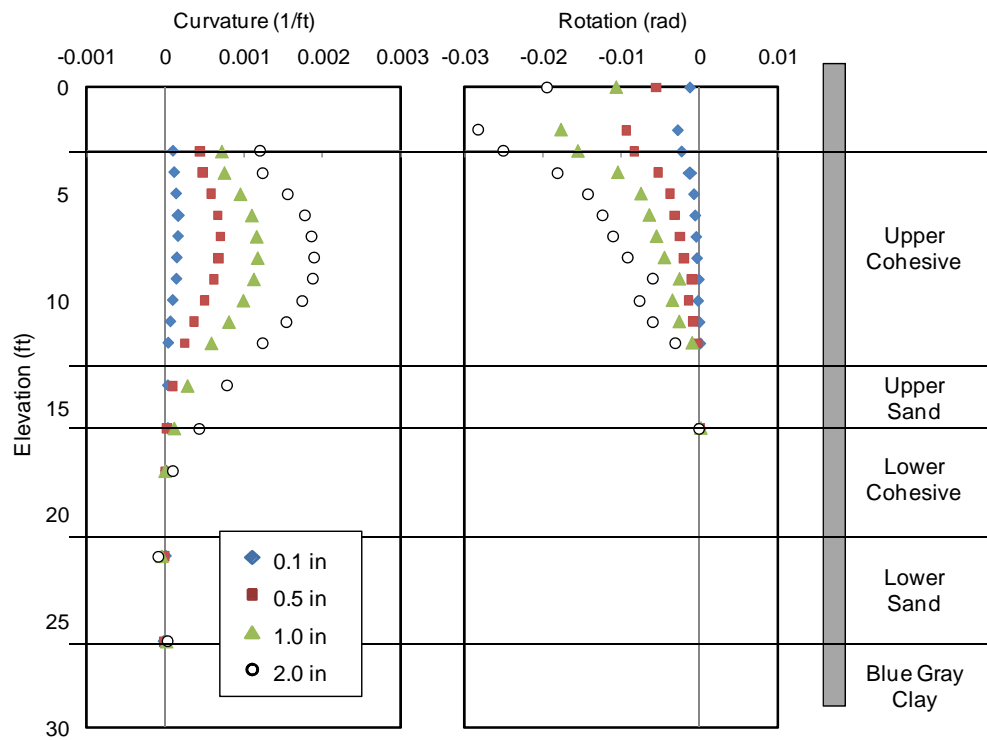 Curvature (1/ft)
Rotation (rad)
-0.001 0 0.001 0.002 0.003
-0.03 -0.02 -0.01 0 0.01
0
5
10
15
20
25
30
Elevation (ft)
0.1 in
0.5 in
1.0 in
2.0 in
Upper
Cohesive
Upper
Sand
Lower
Cohesive
Lower
Sand
Blue Gray
Clay